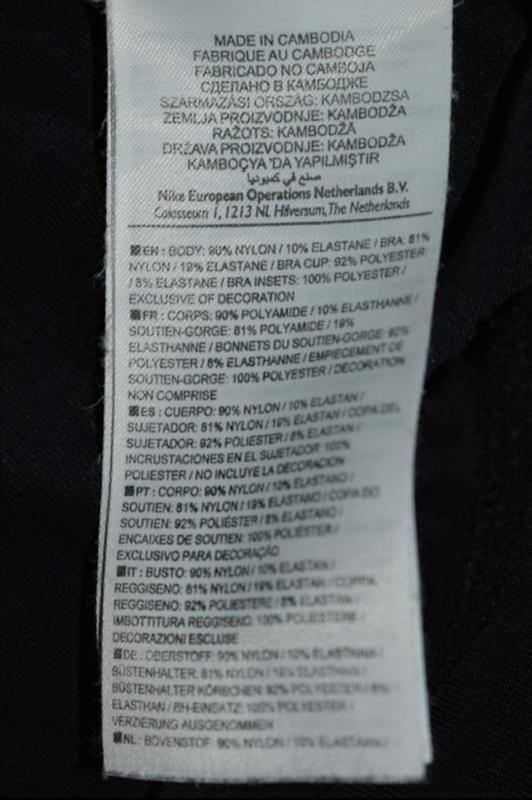 MADE IN CAMBODIA
FABRIQUE AU CAMBODGE
FABRICADO NO CAMBOJA
СДЕЛАНО В КАМБОДЖЕ
SZÁRMAZÁSI ORSZÁG: KAMBODZSA
ZEMLJA PROIZVODNJE: KAMBODŽA
RAŽOTS: KAMBODŽĀ
DRŽAVA PROIZVODNJE: KAMBODŽA
KAMBOÇYA'DA YAPILMIŞTIR
صنع في كمبوديا
Nike European Operations Netherlands B.V.
Colosseum 1, 1213 NL Hilversum, The Netherlands
EN : BODY: 90% NYLON / 10% ELASTANE / BRA: 81%
NYLON / 19% ELASTANE / BRA CUP: 92% POLYESTER
/ 8% ELASTANE / BRA INSETS: 100% POLYESTER /
EXCLUSIVE OF DECORATION
FR : CORPS: 90% POLYAMIDE / 10% ELASTHANNE /
SOUTIEN-GORGE: 81% POLYAMIDE / 19%
ELASTHANNE / BONNETS DU SOUTIEN-GORGE: 92%
POLYESTER / 8% ELASTHANNE / EMPIECEMENT DE
SOUTIEN-GORGE: 100% POLYESTER / DECORATION
NON COMPRISE
ES : CUERPO: 90% NYLON / 10% ELASTAN /
SUJETADOR: 81% NYLON / 19% ELASTAN / COPA DEL
SUJETADOR: 92% POLIESTER / 8% ELASTAN /
INCRUSTACIONES EN EL SUJETADOR 100%
POLIESTER / NO INCLUYE LA DECORACION
PT : CORPO: 90% NYLON / 10% ELASTANO /
SOUTIEN: 81% NYLON / 19% ELASTANO / COPA DO
SOUTIEN: 92% POLIÉSTER / 8% ELASTANO /
ENCAIXES DE SOUTIEN: 100% POLIÉSTER /
EXCLUSIVO PARA DECORAÇÃO
IT : BUSTO: 90% NYLON / 10% ELASTAN /
REGGISENO: 81% NYLON / 19% ELASTAN / COPPA
REGGISENO: 92% POLIESTERE / 8% ELASTAN /
IMBOTTITURA REGGISENO: 100% POLIESTERE /
DECORAZIONI ESCLUSE
DE : OBERSTOFF: 90% NYLON / 10% ELASTHAN /
BÜSTENHALTER: 81% NYLON / 19% ELASTHAN /
BÜSTENHALTER KÖRBCHEN: 92% POLYESTER / 8%
ELASTHAN / BH-EINSATZ: 100% POLYESTER /
VERZIERUNG AUSGENOMMEN
NL : BOVENSTOF: 90% NYLON / 10% ELASTHAN /